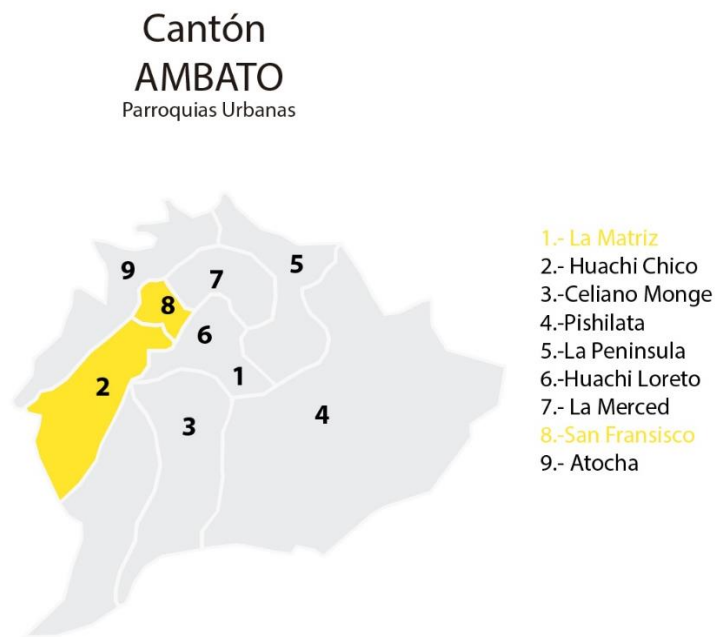 Cantón
AMBATO
Parroquias Urbanas
5
9
7
8
6
2
1
4
3
1.- La Matriz
2.- Huachi Chico
3.-Celiano Monge
4.-Pishilata
5.-La Peninsula
6.-Huachi Loreto
7.- La Merced
8.-San Fransisco
9.- Atocha